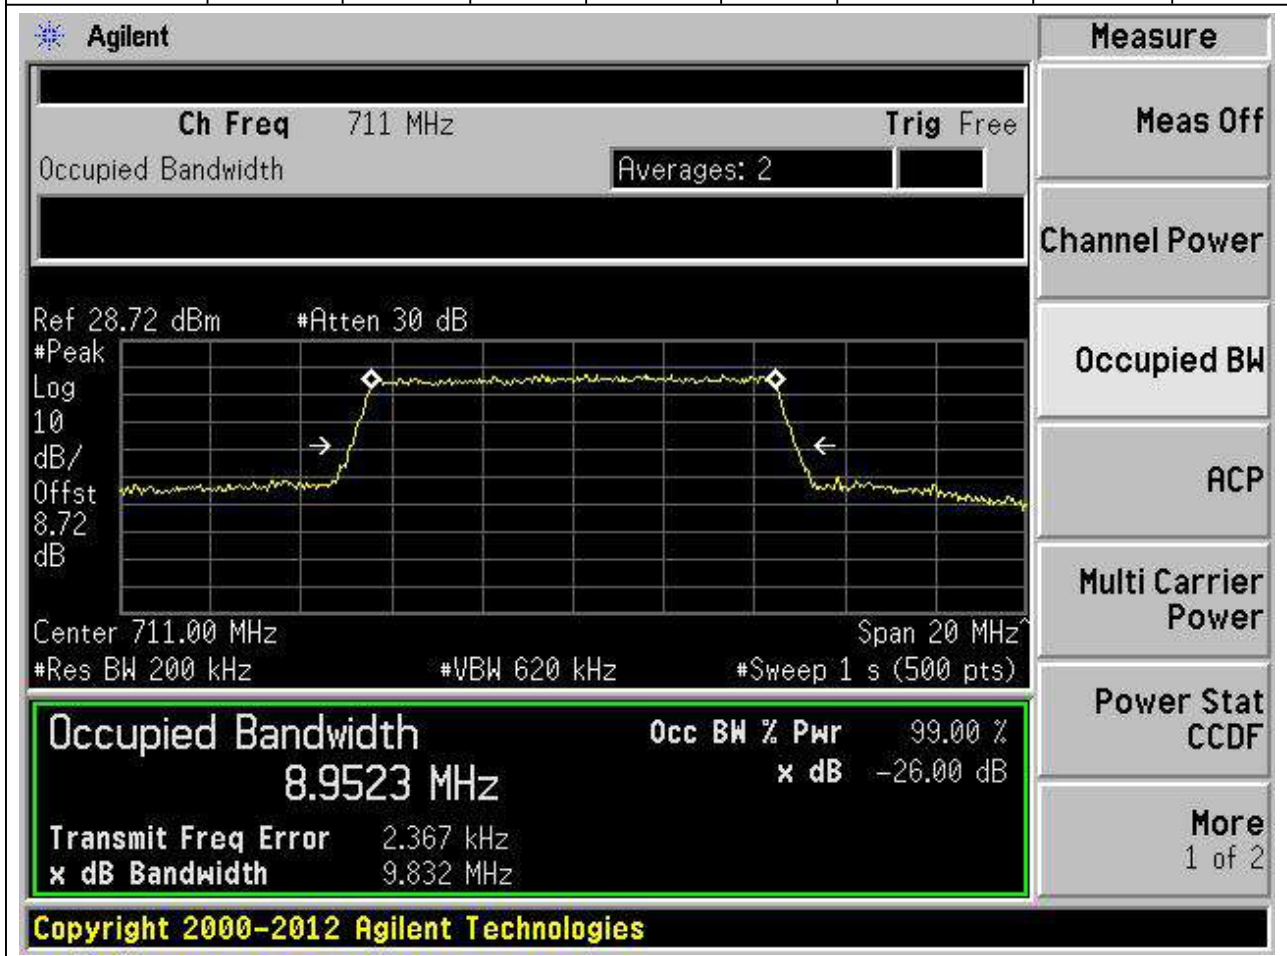 Agilent
Measure
Ch Freq 711 MHz Trig Free
Meas Off
Occupied Bandwidth Averages: 2
Channel Power
Ref 28.72 dBm #Atten 30 dB
#Peak
Log
10
dB/
Offst
8.72
dB
Occupied BW
ACP
Center 711.00 MHz Span 20 MHz^
#Res BW 200 kHz #VBW 620 kHz #Sweep 1 s (500 pts)
Multi Carrier
Power
Occupied Bandwidth Occ BW % Pwr 99.00 %
8.9523 MHz x dB -26.00 dB
Transmit Freq Error 2.367 kHz
x dB Bandwidth 9.832 MHz
Power Stat
CCDF
More
1 of 2
Copyright 2000-2012 Agilent Technologies